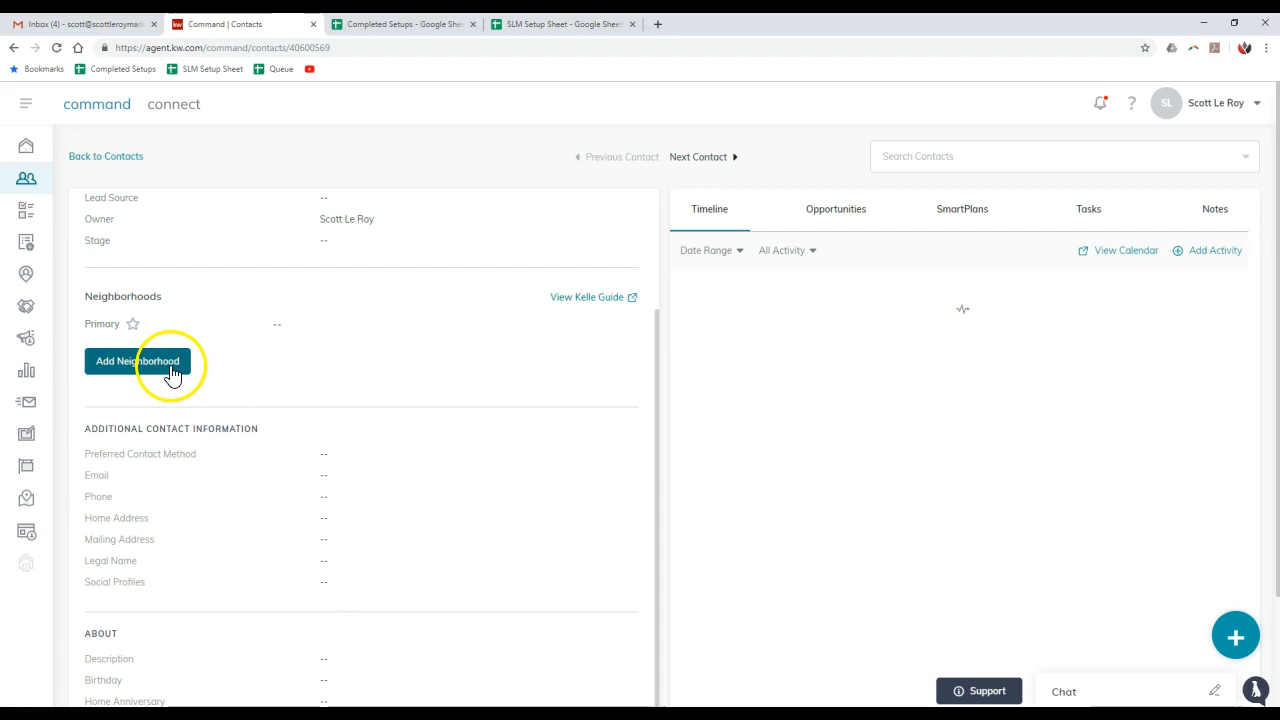 Inbox (4) - scott@scottleroymark
Command | Contacts
Completed Setups - Google Shee
SLM Setup Sheet - Google Sheet
https://agent.kw.com/command/contacts/40600569
Bookmarks
Completed Setups
SLM Setup Sheet
Queue
command
connect
SL
Scott Le Roy
Back to Contacts
Previous Contact
Next Contact
Search Contacts
Lead Source --
Owner Scott Le Roy
Stage --
Neighborhoods
View Kelle Guide
Primary --
Add Neighborhood
ADDITIONAL CONTACT INFORMATION
Preferred Contact Method --
Email --
Phone --
Home Address --
Mailing Address --
Legal Name --
Social Profiles --
ABOUT
Description --
Birthday --
Home Anniversary --
Timeline
Opportunities
SmartPlans
Tasks
Notes
Date Range
All Activity
View Calendar
Add Activity
Support
Chat